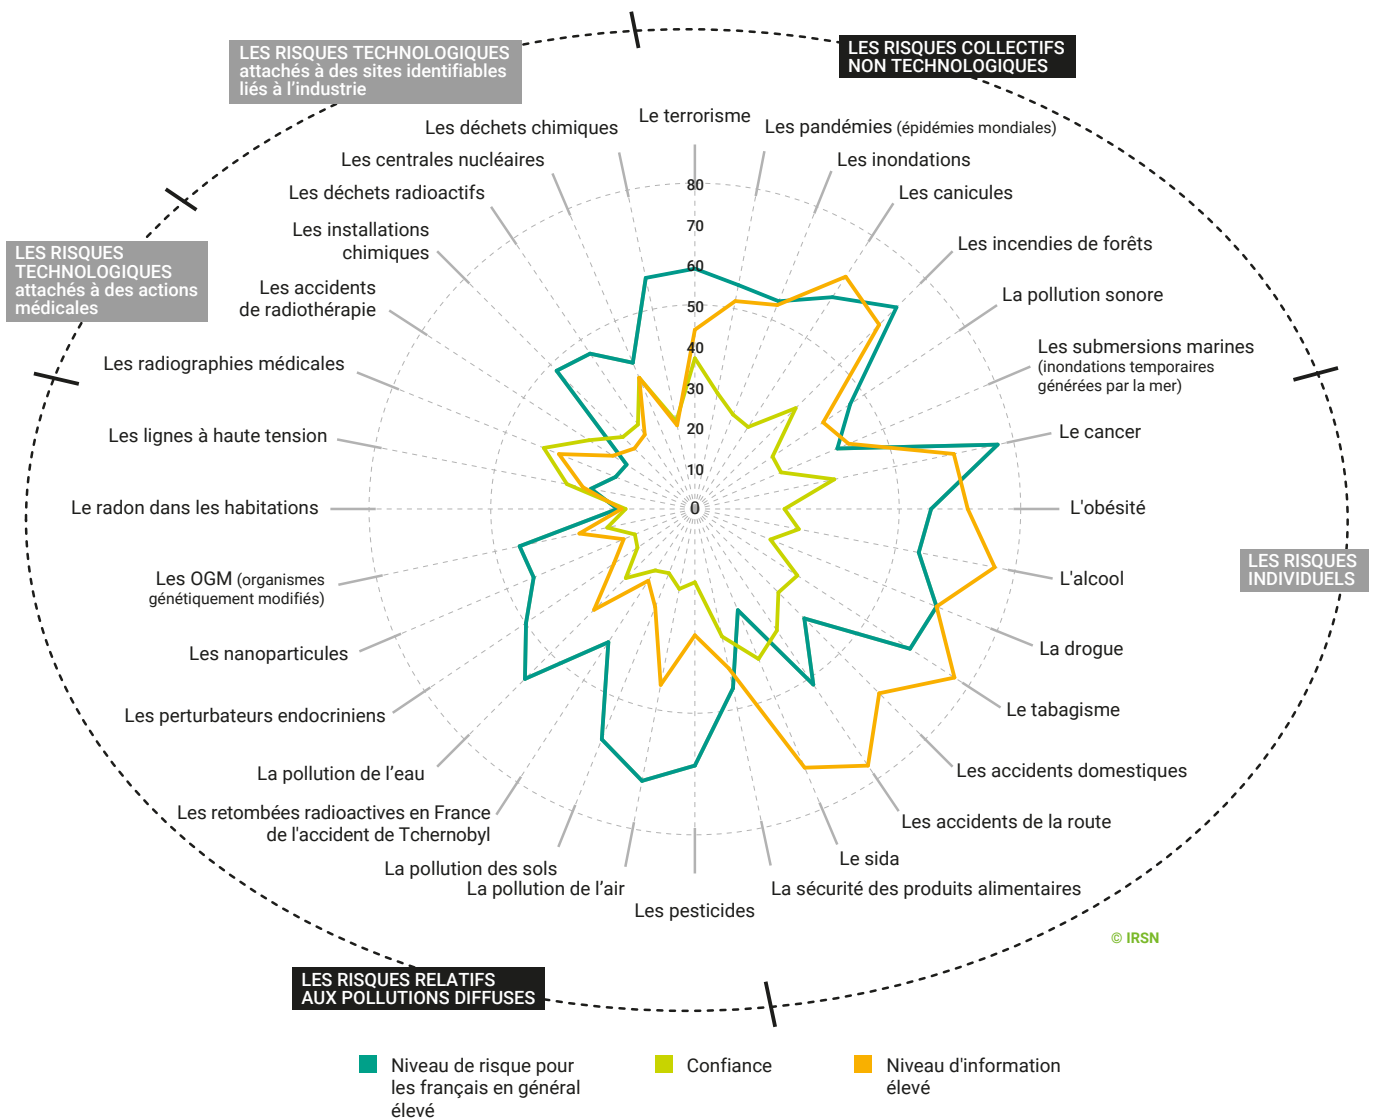 LES RISQUES TECHNOLOGIQUES
attachés à des sites identifiables
liés à l'industrie
LES RISQUES COLLECTIFS
NON TECHNOLOGIQUES
LES RISQUES
TECHNOLOGIQUES
attachés à des actions
médicales
LES RISQUES
INDIVIDUELS
LES RISQUES RELATIFS
AUX POLLUTIONS DIFFUSES
Le terrorisme
Les pandémies (épidémies mondiales)
Les inondations
Les canicules
Les incendies de forêts
La pollution sonore
Les submersions marines
(inondations temporaires
générées par la mer)
Le cancer
L'obésité
L'alcool
La drogue
Le tabagisme
Les accidents domestiques
Les accidents de la route
Le sida
La sécurité des produits alimentaires
Les pesticides
La pollution de l'air
La pollution des sols
Les retombées radioactives en France
de l'accident de Tchernobyl
La pollution de l'eau
Les perturbateurs endocriniens
Les nanoparticules
Les OGM (organismes
génétiquement modifiés)
Le radon dans les habitations
Les lignes à haute tension
Les radiographies médicales
Les accidents
de radiothérapie
Les installations
chimiques
Les déchets radioactifs
Les centrales nucléaires
Les déchets chimiques
80
70
60
50
40
30
20
10
0
© IRSN
Niveau de risque pour
les français en général
élevé
Confiance
Niveau d'information
élevé